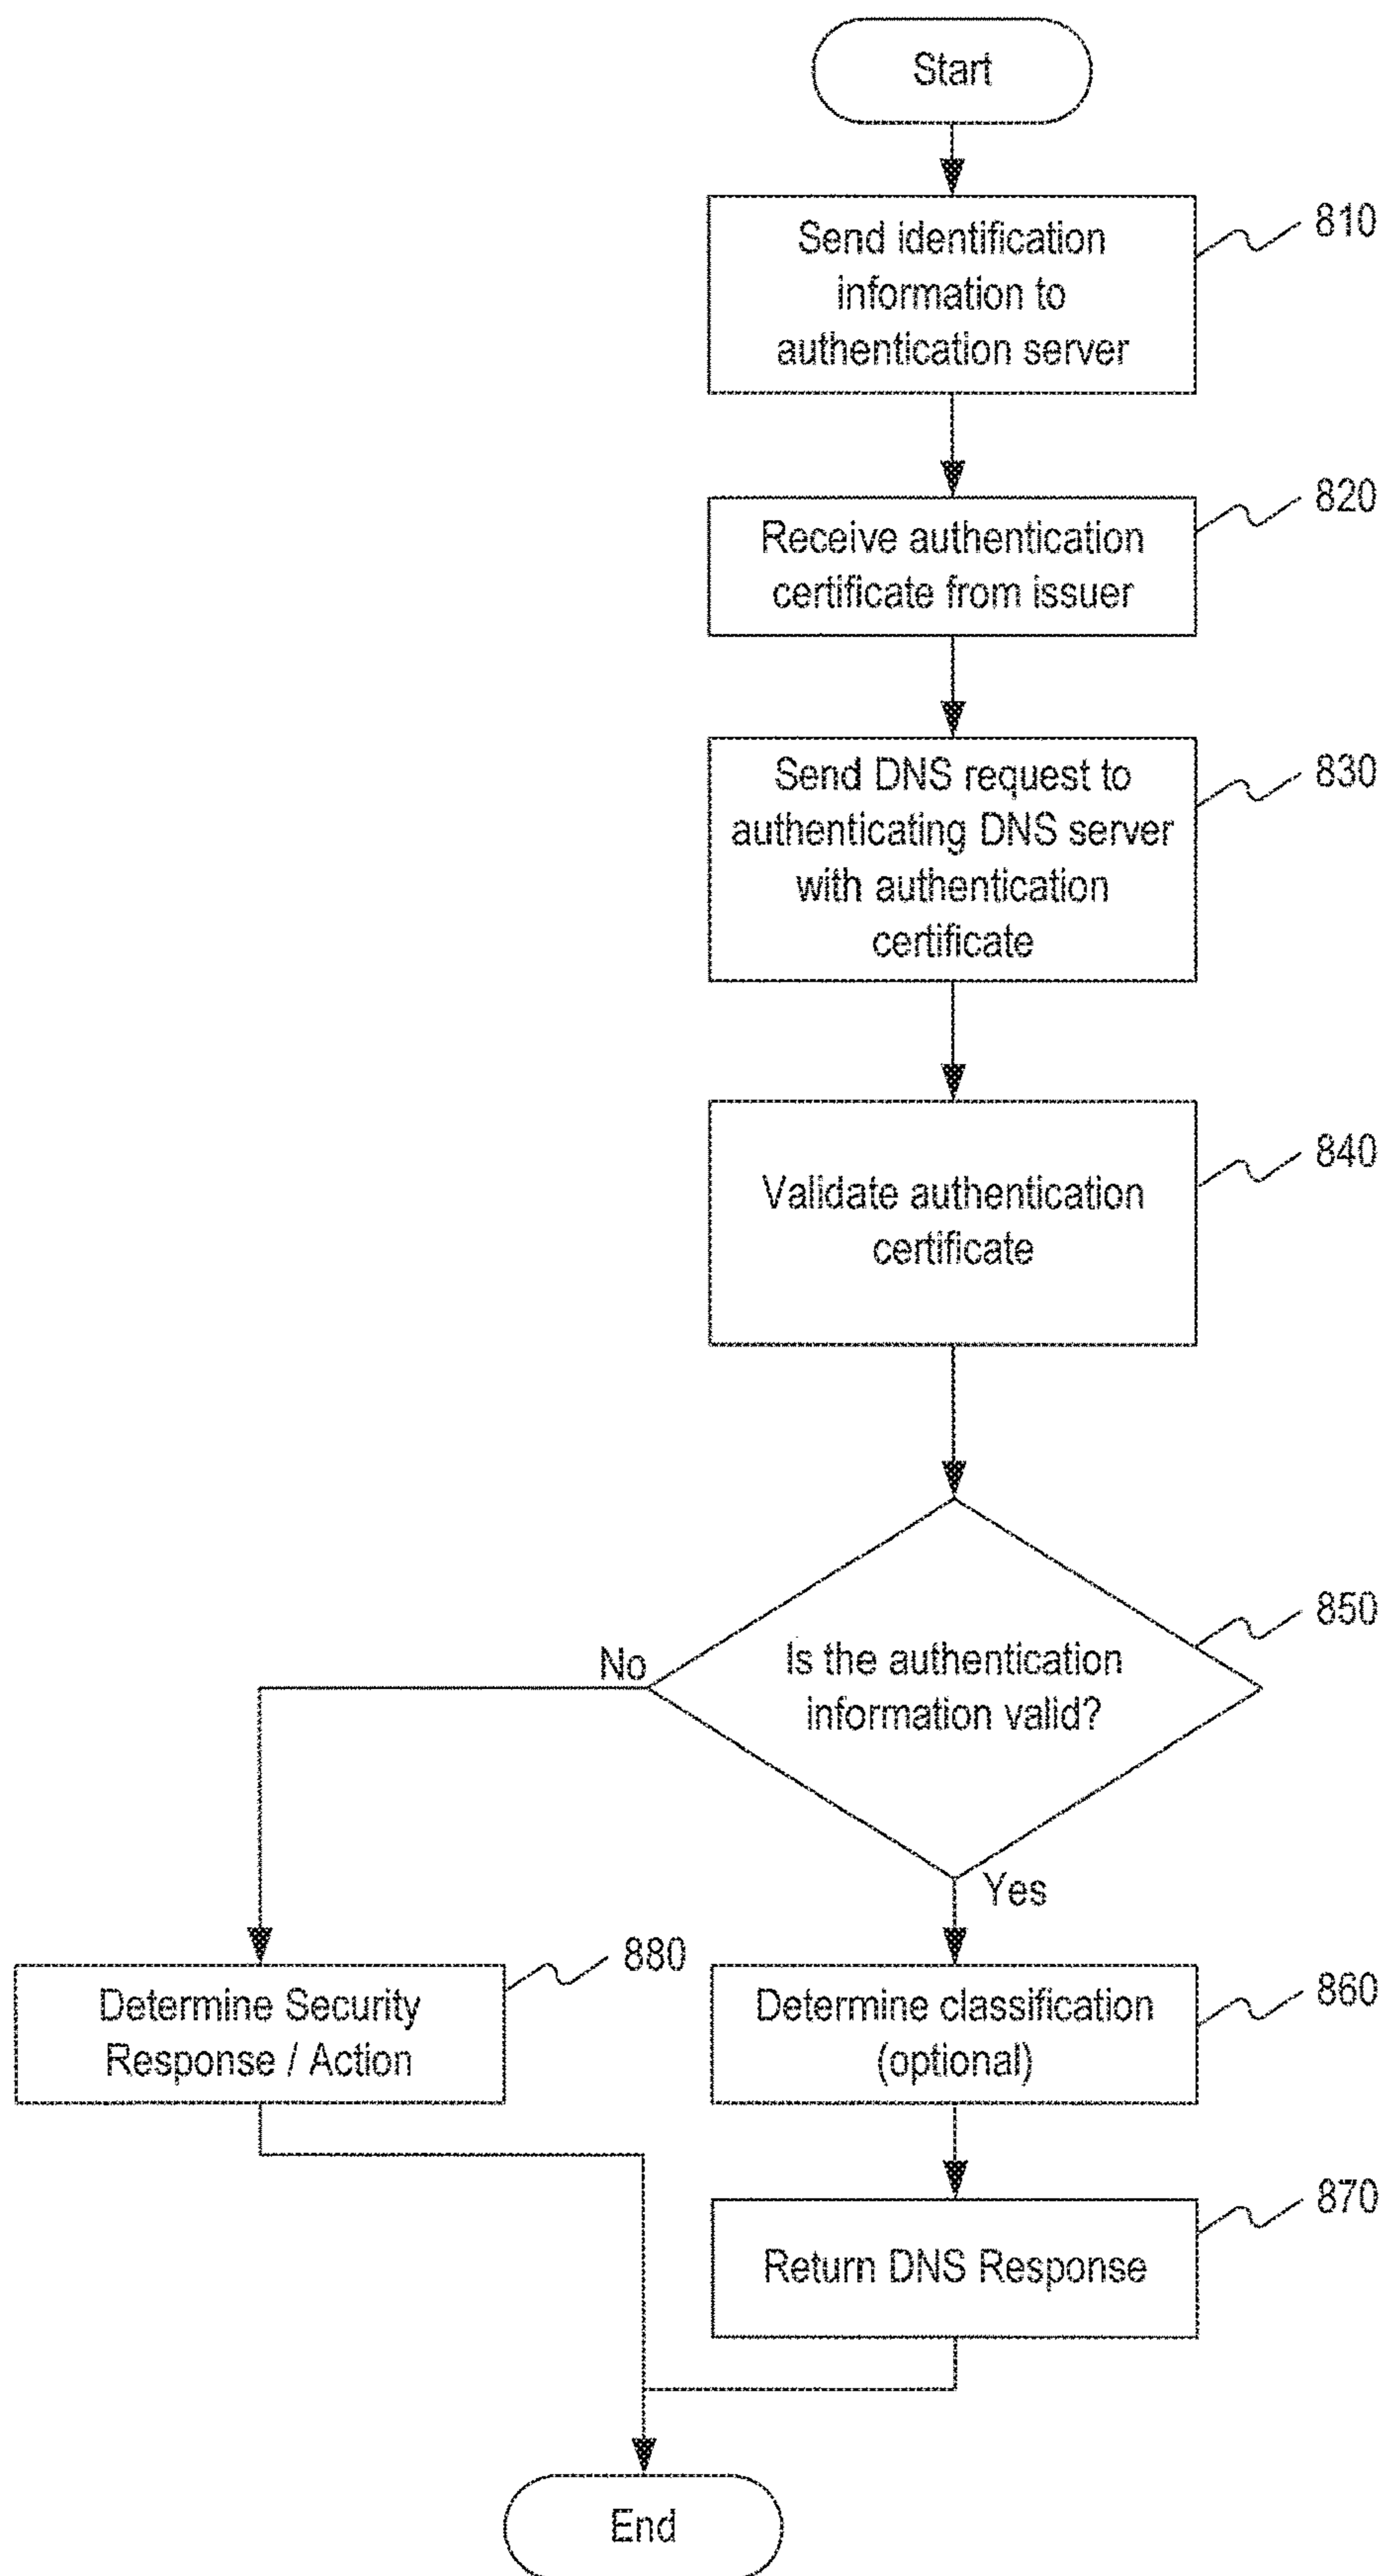 Start
Send identification
information to
authentication server
810
Receive authentication
certificate from issuer
820
Send DNS request to
authenticating DNS server
with authentication
certificate
830
Validate authentication
certificate
840
Is the authentication
information valid?
850
No
Yes
Determine Security
Response / Action
880
Determine classification
(optional)
860
Return DNS Response
870
End